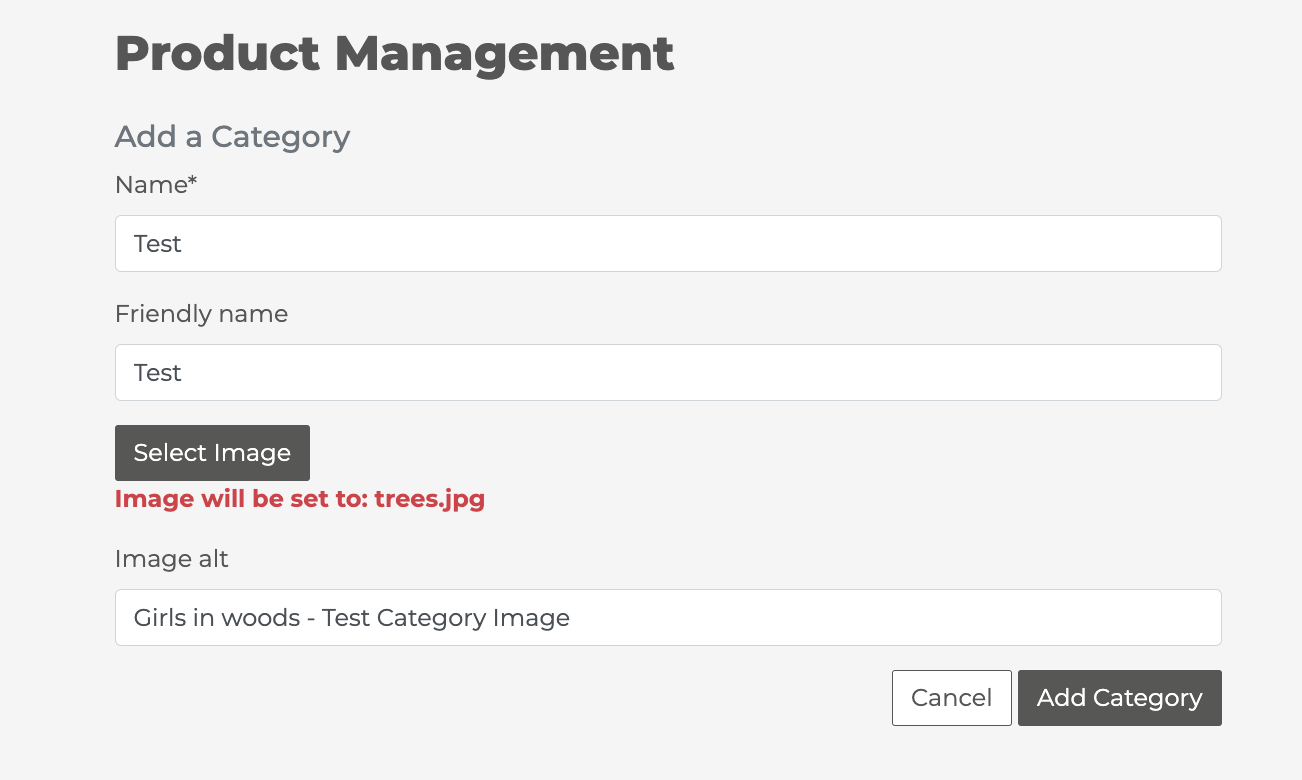 Product Management
Add a Category
Name*
Test
Friendly name
Test
Select Image
Image will be set to: trees.jpg
Image alt
Girls in woods - Test Category Image
Cancel Add Category